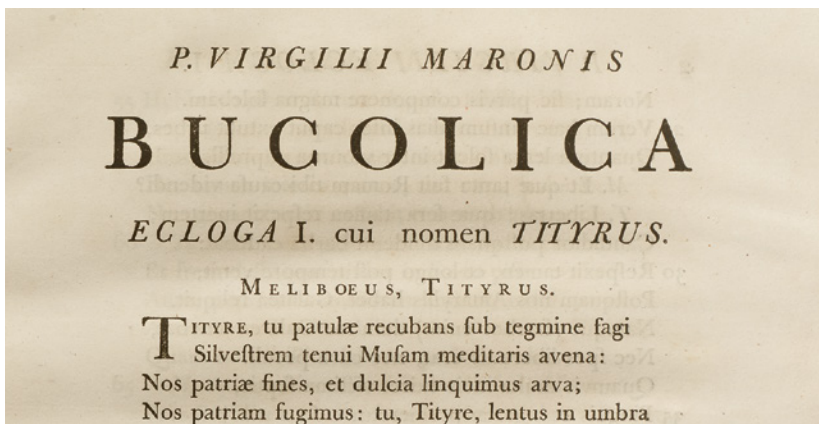 P. VIRGILII MARONIS
BUCOLICA
ECLOGA I. cui nomen TITYRUS.
MELIBOEUS, TITYRUS.
TITYRE, tu patulæ recubans ſub tegmine fagi
Silveſtrem tenui Muſam meditaris avena:
Nos patriæ fines, et dulcia linquimus arva;
Nos patriam fugimus: tu, Tityre, lentus in umbra